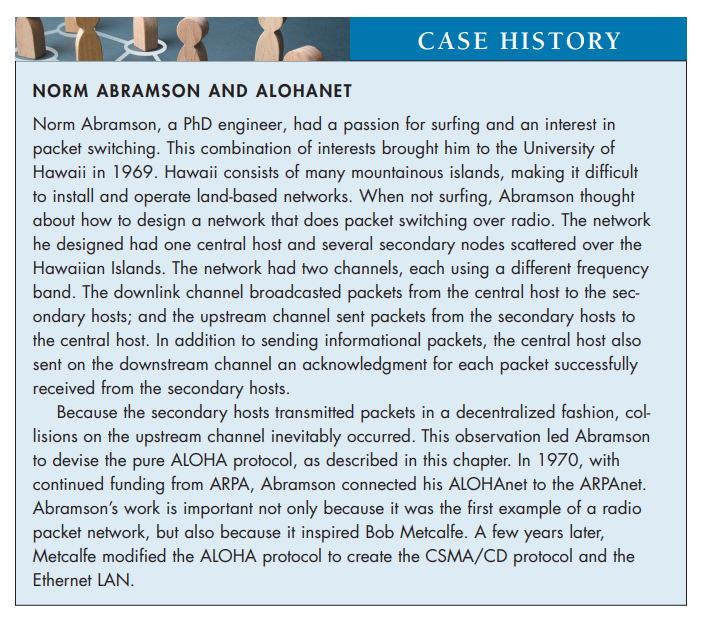 CASE HISTORY
NORM ABRAMSON AND ALOHANET
Norm Abramson, a PhD engineer, had a passion for surfing and an interest in
packet switching. This combination of interests brought him to the University of
Hawaii in 1969. Hawaii consists of many mountainous islands, making it difficult
to install and operate land-based networks. When not surfing, Abramson thought
about how to design a network that does packet switching over radio. The network
he designed had one central host and several secondary nodes scattered over the
Hawaiian Islands. The network had two channels, each using a different frequency
band. The downlink channel broadcasted packets from the central host to the sec-
ondary hosts; and the upstream channel sent packets from the secondary hosts to
the central host. In addition to sending informational packets, the central host also
sent on the downstream channel an acknowledgment for each packet successfully
received from the secondary hosts.
Because the secondary hosts transmitted packets in a decentralized fashion, col-
lisions on the upstream channel inevitably occurred. This observation led Abramson
to devise the pure ALOHA protocol, as described in this chapter. In 1970, with
continued funding from ARPA, Abramson connected his ALOHAnet to the ARPAnet.
Abramson's work is important not only because it was the first example of a radio
packet network, but also because it inspired Bob Metcalfe. A few years later,
Metcalfe modified the ALOHA protocol to create the CSMA/CD protocol and the
Ethernet LAN.